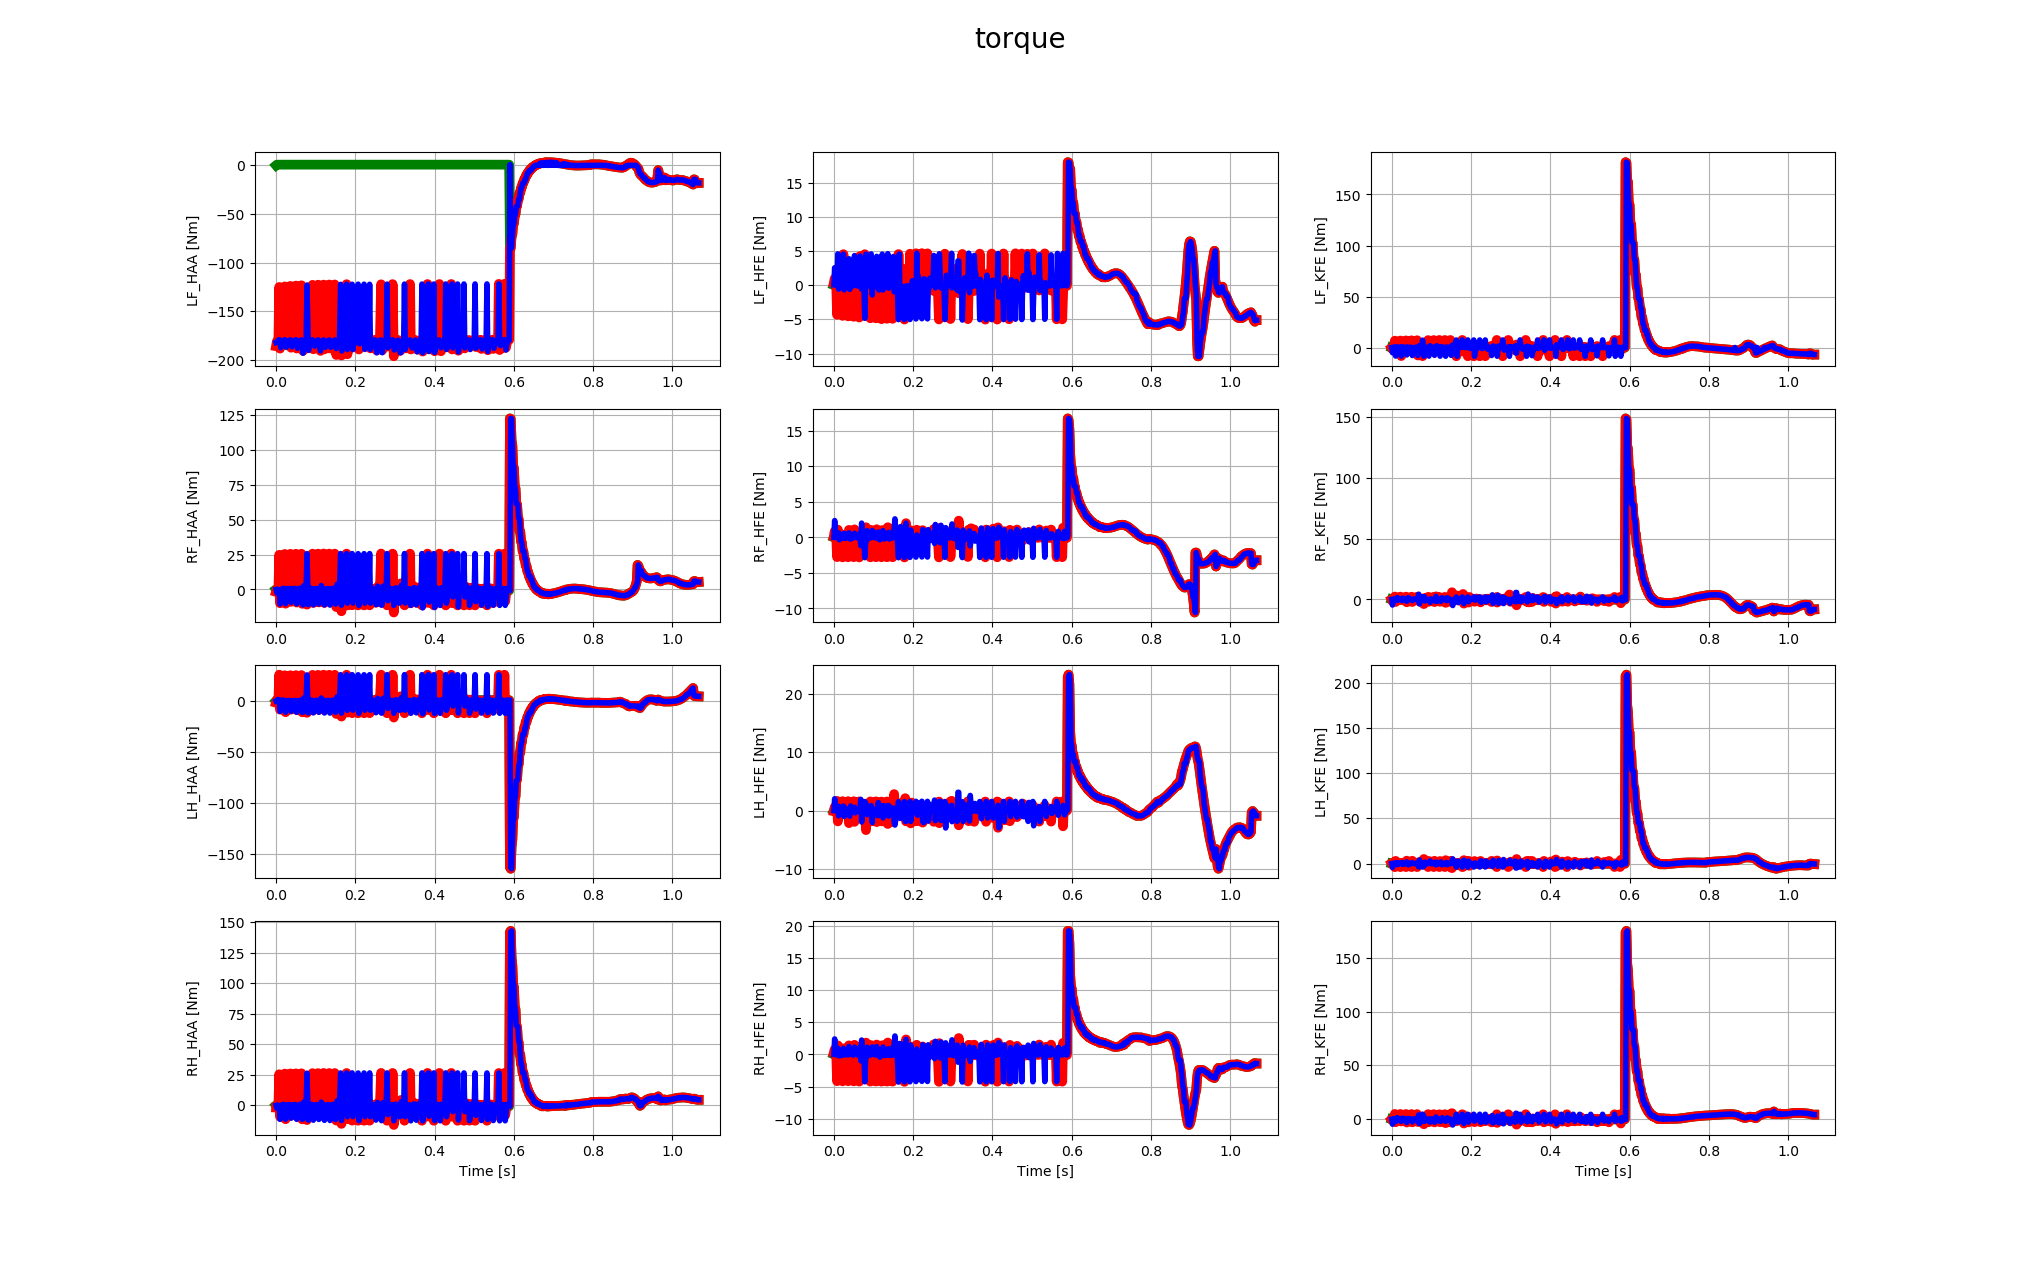 torque
LF_HAA [Nm]
0
−50
−100
−150
−200
0.0 0.2 0.4 0.6 0.8 1.0
LF_HFE [Nm]
15
10
5
0
−5
−10
0.0 0.2 0.4 0.6 0.8 1.0
LF_KFE [Nm]
150
100
50
0
0.0 0.2 0.4 0.6 0.8 1.0
RF_HAA [Nm]
125
100
75
50
25
0
0.0 0.2 0.4 0.6 0.8 1.0
RF_HFE [Nm]
15
10
5
0
−5
−10
0.0 0.2 0.4 0.6 0.8 1.0
RF_KFE [Nm]
150
100
50
0
0.0 0.2 0.4 0.6 0.8 1.0
LH_HAA [Nm]
0
−50
−100
−150
0.0 0.2 0.4 0.6 0.8 1.0
LH_HFE [Nm]
20
10
0
−10
0.0 0.2 0.4 0.6 0.8 1.0
LH_KFE [Nm]
200
150
100
50
0
0.0 0.2 0.4 0.6 0.8 1.0
RH_HAA [Nm]
150
125
100
75
50
25
0
0.0 0.2 0.4 0.6 0.8 1.0
Time [s]
RH_HFE [Nm]
20
15
10
5
0
−5
−10
0.0 0.2 0.4 0.6 0.8 1.0
Time [s]
RH_KFE [Nm]
150
100
50
0
0.0 0.2 0.4 0.6 0.8 1.0
Time [s]